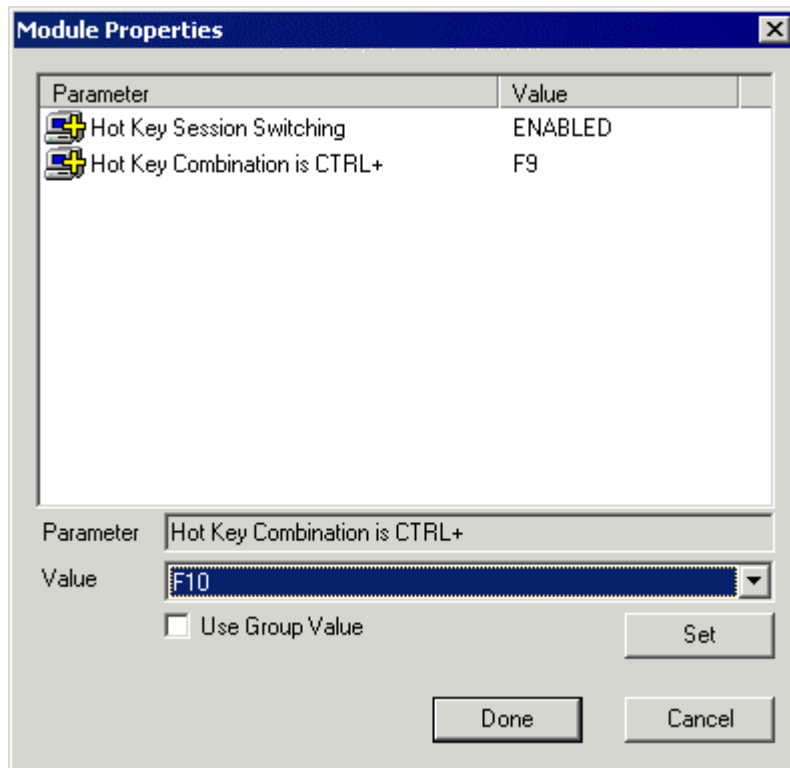 Module Properties
Parameter Value
Hot Key Session Switching ENABLED
Hot Key Combination is CTRL+ F9
Parameter Hot Key Combination is CTRL+
Value F10
Use Group Value
Set
Done Cancel